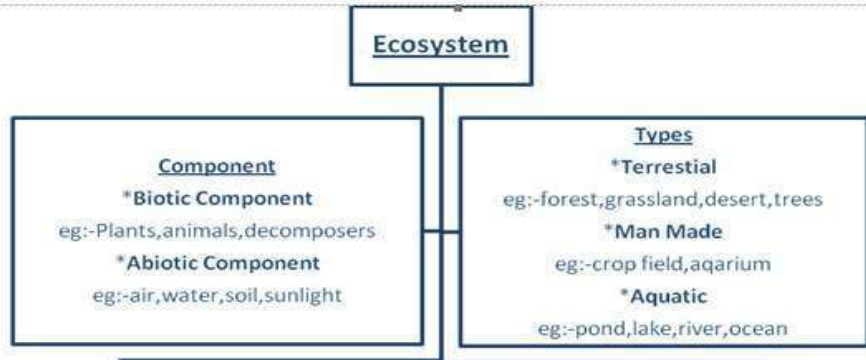 Ecosystem
Component
*Biotic Component
eg:-Plants,animals,decomposers
*Abiotic Component
eg:-air,water,soil,sunlight
Types
*Terrestial
eg:-forest,grassland,desert,trees
*Man Made
eg:-crop field,aqarium
*Aquatic
eg:-pond,lake,river,ocean